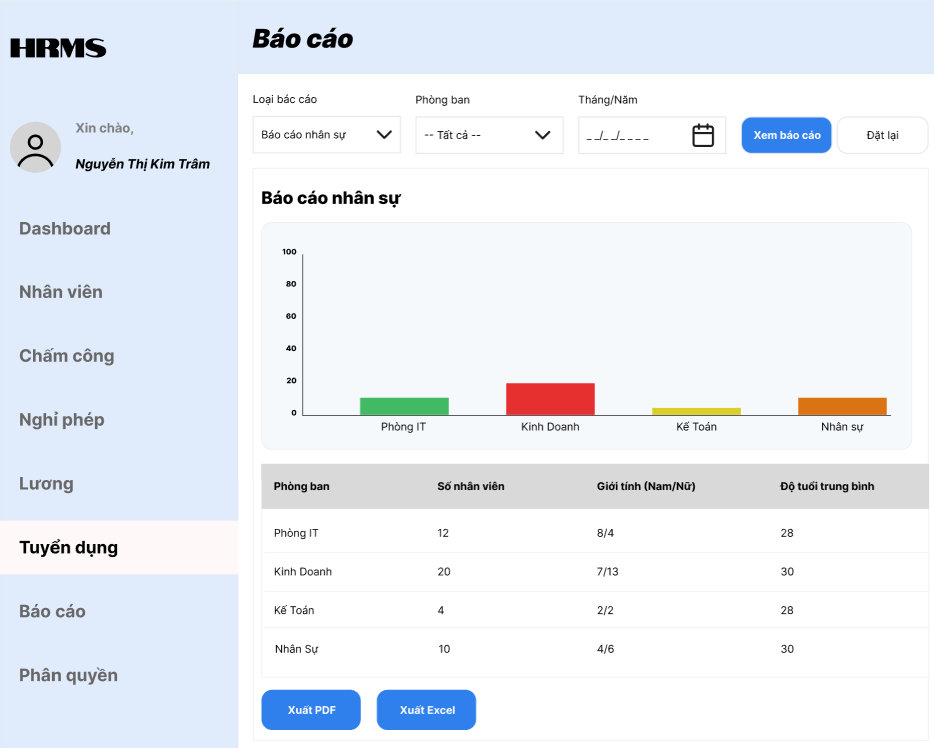 HRMS
Xin chào,
Nguyễn Thị Kim Trâm
Dashboard
Nhân viên
Chấm công
Nghỉ phép
Lương
Tuyển dụng
Báo cáo
Phân quyền
Báo cáo
Loại bác cáo
Phòng ban
Tháng/Năm
Báo cáo nhân sự
-- Tất cả --
_ _/_ _/_ _ _ _
Xem báo cáo
Đặt lại
Báo cáo nhân sự
100
80
60
40
20
0
Phòng IT
Kinh Doanh
Kế Toán
Nhân sự
Phòng ban Số nhân viên Giới tính (Nam/Nữ) Độ tuổi trung bình
Phòng IT 12 8/4 28
Kinh Doanh 20 7/13 30
Kế Toán 4 2/2 28
Nhân Sự 10 4/6 30
Xuất PDF
Xuất Excel